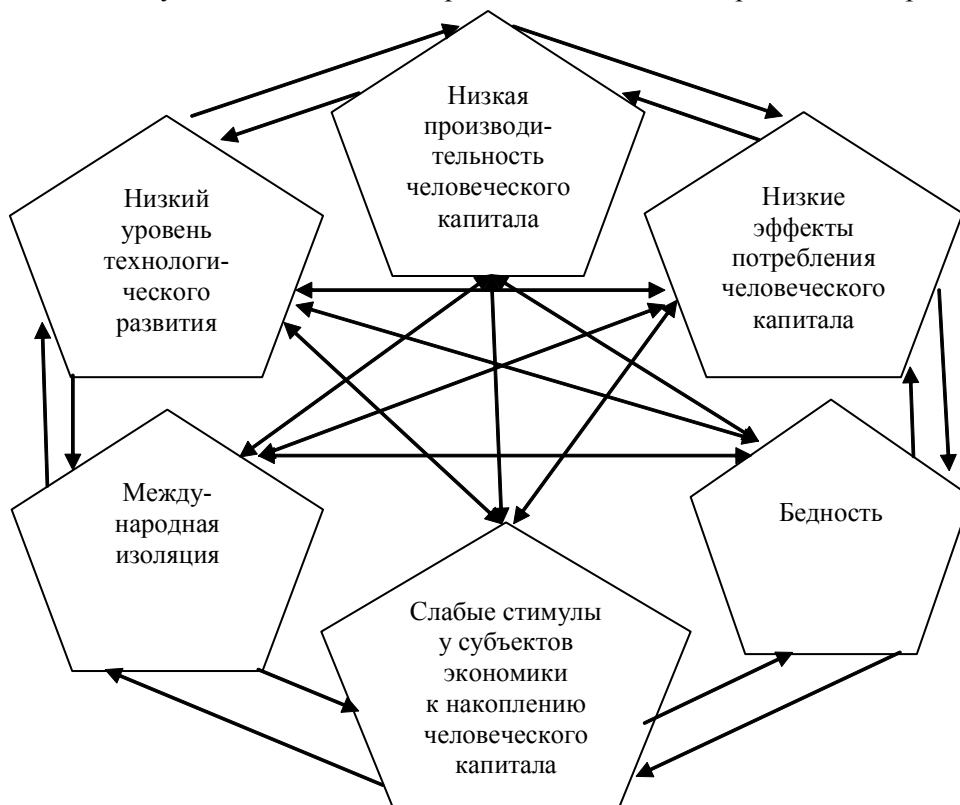 Низкая
производи-
тельность
человеческого
капитала
Низкий
уровень
технологи-
ческого
развития
Низкие
эффекты
потребления
человеческого
капитала
Между-
народная
изоляция
Бедность
Слабые стимулы
у субъектов
экономики
к накоплению
человеческого
капитала